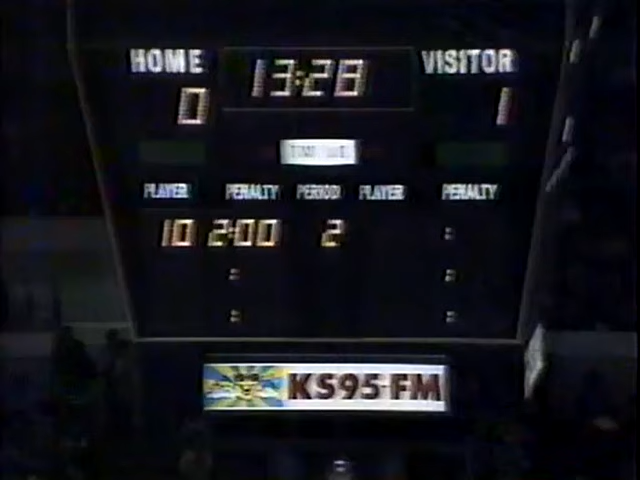 HOME 13:28 VISITOR
0 1
PLAYER PENALTY PERIOD PLAYER PENALTY
10 2:00 2 :
: :
: :
KS95-FM